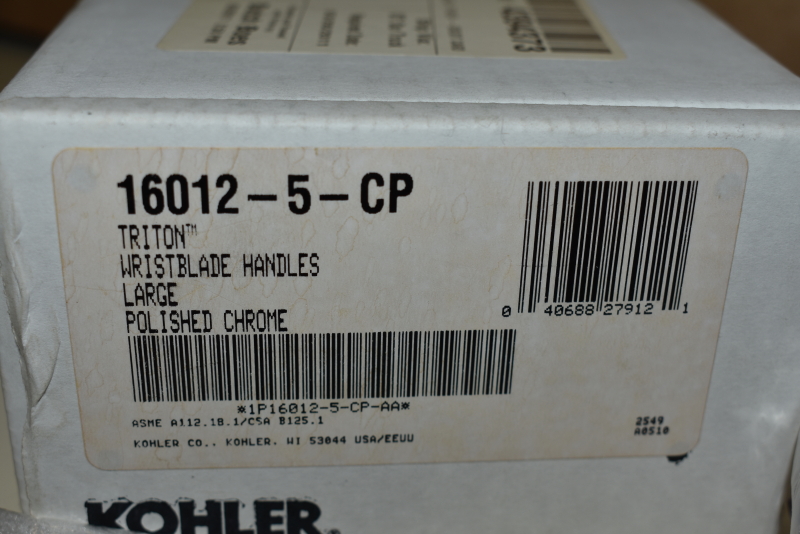 16012-5-CP
TRITON™
WRISTBLADE HANDLES
LARGE
POLISHED CHROME
0 40688 27912 1
*1P16012-5-CP-AA*
ASME A112.18.1/CSA B125.1
KOHLER CO., KOHLER, WI 53044 USA/EEUU
2549
A0510
KOHLER.